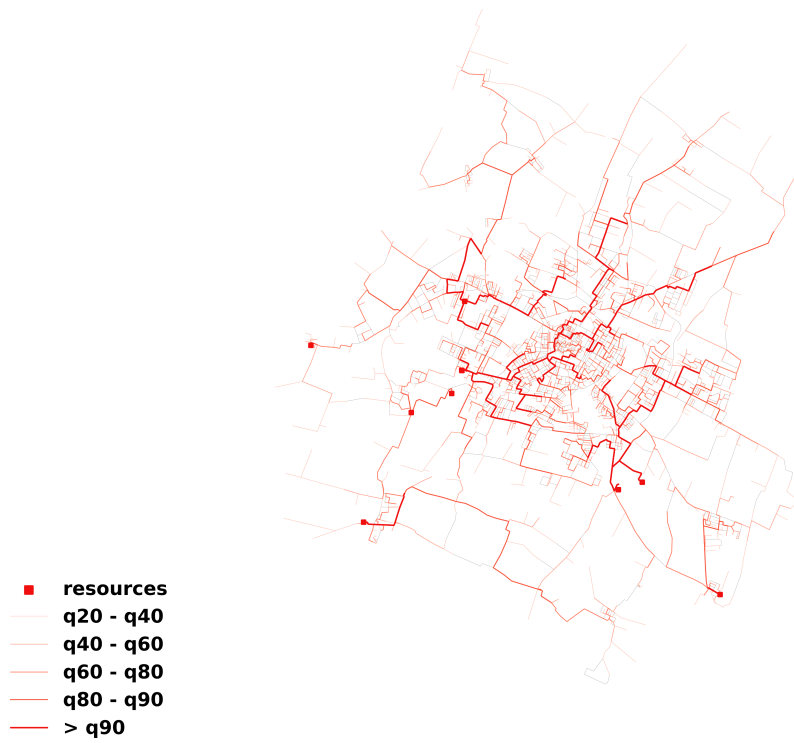 resources
q20 - q40
q40 - q60
q60 - q80
q80 - q90
> q90